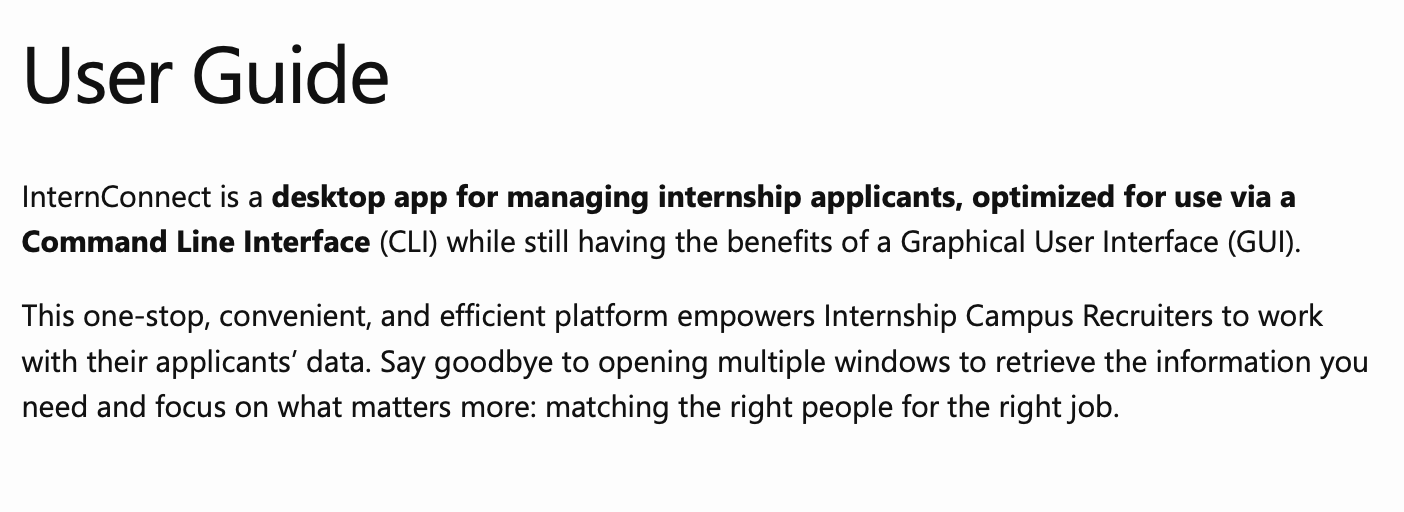 User Guide
InternConnect is a desktop app for managing internship applicants, optimized for use via a
Command Line Interface (CLI) while still having the benefits of a Graphical User Interface (GUI).
This one-stop, convenient, and efficient platform empowers Internship Campus Recruiters to work
with their applicants’ data. Say goodbye to opening multiple windows to retrieve the information you
need and focus on what matters more: matching the right people for the right job.